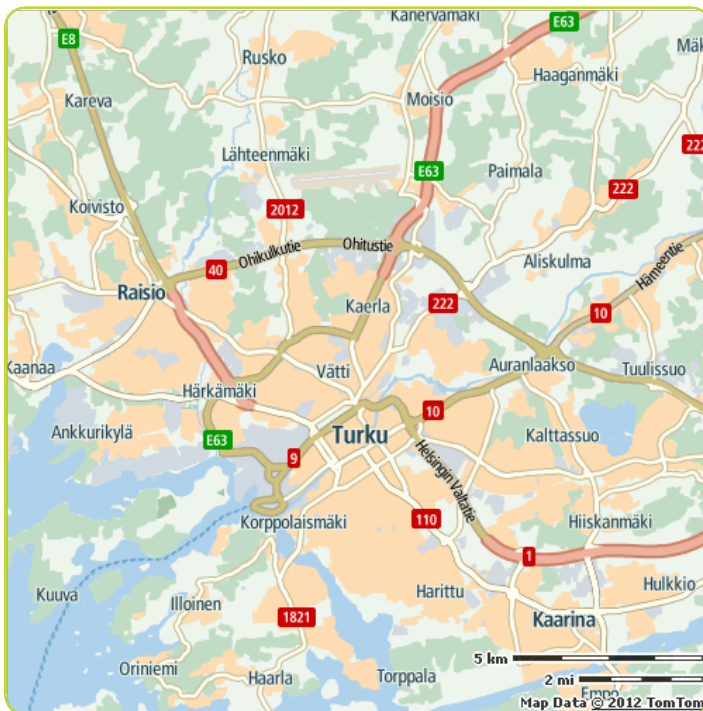 Kanervamäki
E63
E8
Rusko
Haaganmäki
Kareva
Moisio
Lähteenmäki
E63
Paimala
222
222
Koivisto
2012
Ohikulkutie
Ohitustie
40
Aliskulma
Hämeentie
Raisio
Kaerla
222
10
Kaanaa
Vätti
Auranlaakso
Tuulissuo
Härkämäki
10
Ankkurikylä
E63
Turku
Kalttassuo
9
Helsingin Valtatie
Korppolaismäki
110
Hiiskanmäki
1
Kuuva
Illoinen
Harittu
Hulkkio
1821
Kaarina
Oriniemi
Haarla
Torppala
5 km
2 mi
Empo
Map Data © 2012 TomTom